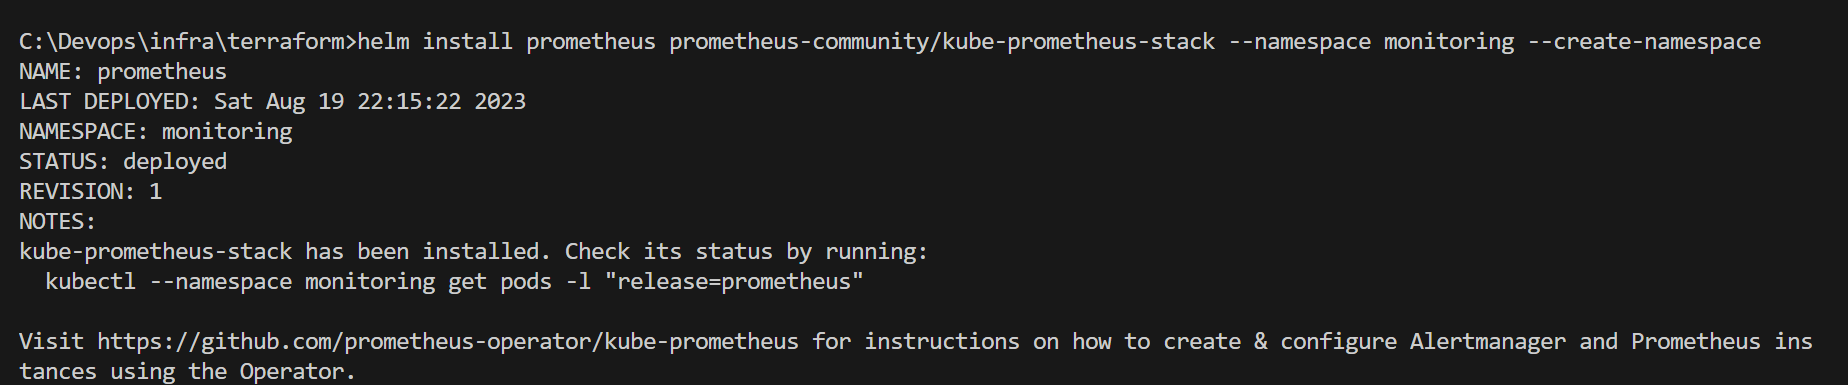 C:\Devops\infra\terraform>helm install prometheus prometheus-community/kube-prometheus-stack --namespace monitoring --create-namespace
NAME: prometheus
LAST DEPLOYED: Sat Aug 19 22:15:22 2023
NAMESPACE: monitoring
STATUS: deployed
REVISION: 1
NOTES:
kube-prometheus-stack has been installed. Check its status by running:
  kubectl --namespace monitoring get pods -l "release=prometheus"

Visit https://github.com/prometheus-operator/kube-prometheus for instructions on how to create & configure Alertmanager and Prometheus ins
tances using the Operator.